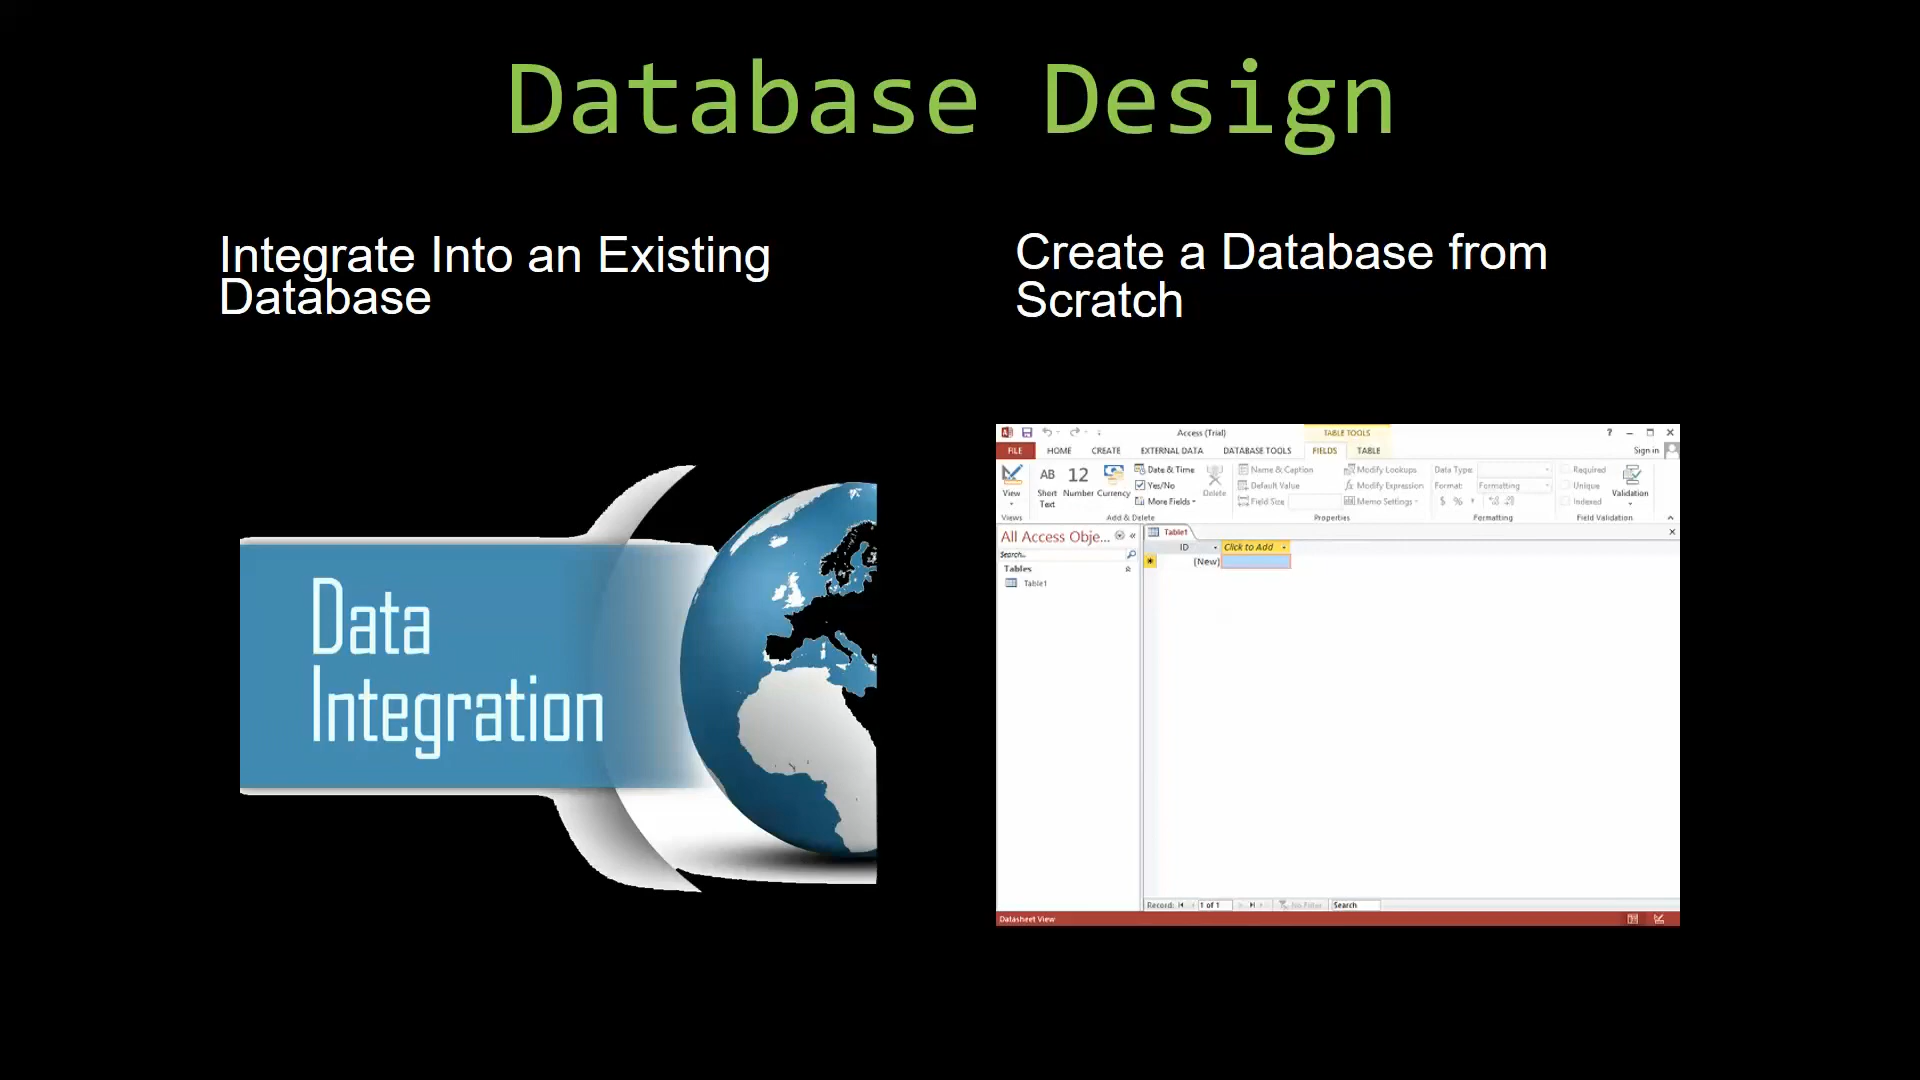 Database Design
Integrate Into an Existing
Database
Create a Database from
Scratch
Data
Integration
Access (Trial)
TABLE TOOLS
?
FILE HOME CREATE EXTERNAL DATA DATABASE TOOLS FIELDS TABLE
Sign in
View
Views
AB
Short
Text
12
Number
Currency
Date & Time
Yes/No
More Fields
Delete
Add & Delete
Name & Caption
Default Value
Field Size
Modify Lookups
Modify Expression
Memo Settings
Properties
Data Type:
Format: Formatting
$ %
Formatting
Required
Unique
Indexed
Validation
Field Validation
All Access Obje...
Search...
Tables
Table1
Table1
ID Click to Add
(New)
Record: 1 of 1 No Filter Search
Datasheet View